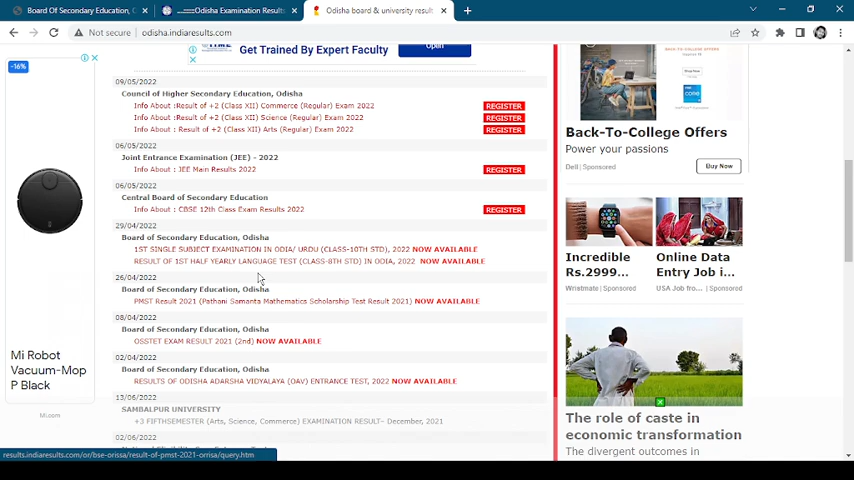 Board Of Secondary Education, C
...::::Odisha Examination Results
Odisha board & university result
Not secure
odisha.indiaresults.com
Get Trained By Expert Faculty
Open
-16%
Mi Robot
Vacuum-Mop
P Black
Mi.com
09/05/2022
Council of Higher Secondary Education, Odisha
Info About :Result of +2 (Class XII) Commerce (Regular) Exam 2022 REGISTER
Info About :Result of +2 (Class XII) Science (Regular) Exam 2022 REGISTER
Info About : Result of +2 (Class XII) Arts (Regular) Exam 2022 REGISTER
06/05/2022
Joint Entrance Examination (JEE) - 2022
Info About : JEE Main Results 2022 REGISTER
06/05/2022
Central Board of Secondary Education
Info About : CBSE 12th Class Exam Results 2022 REGISTER
29/04/2022
Board of Secondary Education, Odisha
1ST SINGLE SUBJECT EXAMINATION IN ODIA/ URDU (CLASS-10TH STD), 2022 NOW AVAILABLE
RESULT OF 1ST HALF YEARLY LANGUAGE TEST (CLASS-8TH STD) IN ODIA, 2022 NOW AVAILABLE
26/04/2022
Board of Secondary Education, Odisha
PMST Result 2021 (Pathani Samanta Mathematics Scholarship Test Result 2021) NOW AVAILABLE
08/04/2022
Board of Secondary Education, Odisha
OSSTET EXAM RESULT 2021 (2nd) NOW AVAILABLE
02/04/2022
Board of Secondary Education, Odisha
RESULTS OF ODISHA ADARSHA VIDYALAYA (OAV) ENTRANCE TEST, 2022 NOW AVAILABLE
13/06/2022
SAMBALPUR UNIVERSITY
+3 FIFTHSEMESTER (Arts, Science, Commerce) EXAMINATION RESULT- December, 2021
02/06/2022
results.indiaresults.com/or/bse-orissa/result-of-pmst-2021-orrisa/query.htm
BACK-TO-COLLEGE OFFERS
Shop Now
CORE
Back-To-College Offers
Power your passions
Dell | Sponsored
Buy Now
Incredible
Rs.2999...
Wristmate | Sponsored
Online Data
Entry Job i...
USA Job fro... | Sponsored
The role of caste in
economic transformation
The divergent outcomes in